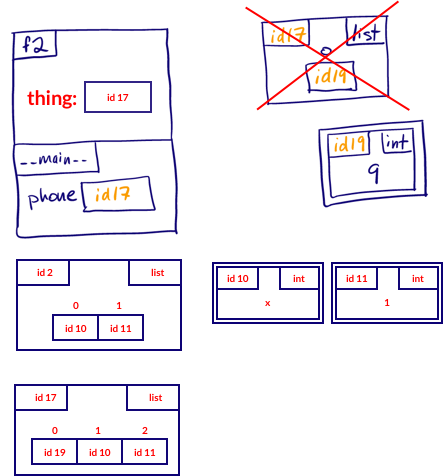 f2
thing: id 17
__main__
phone id17
id17 list
0
id19
id19 int
9
id 2 list
0 1
id 10 id 11
id 10 int
x
id 11 int
1
id 17 list
0 1 2
id 19 id 10 id 11